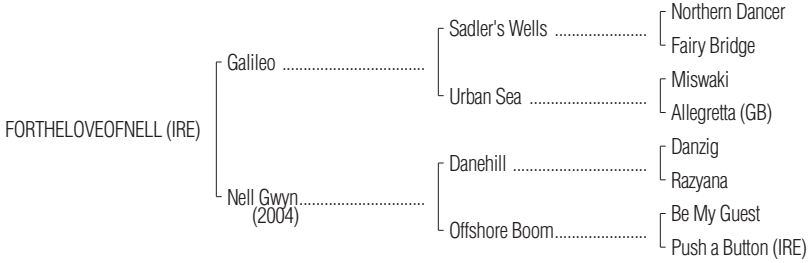 Northern Dancer
Sadler's Wells ........................
Fairy Bridge
Galileo .....................................
Miswaki
Urban Sea ..............................
Allegretta (GB)
FORTHELOVEOFNELL (IRE)
Danzig
Danehill ...................................
Razyana
Nell Gwyn.................................
(2004)
Be My Guest
Offshore Boom........................
Push a Button (IRE)